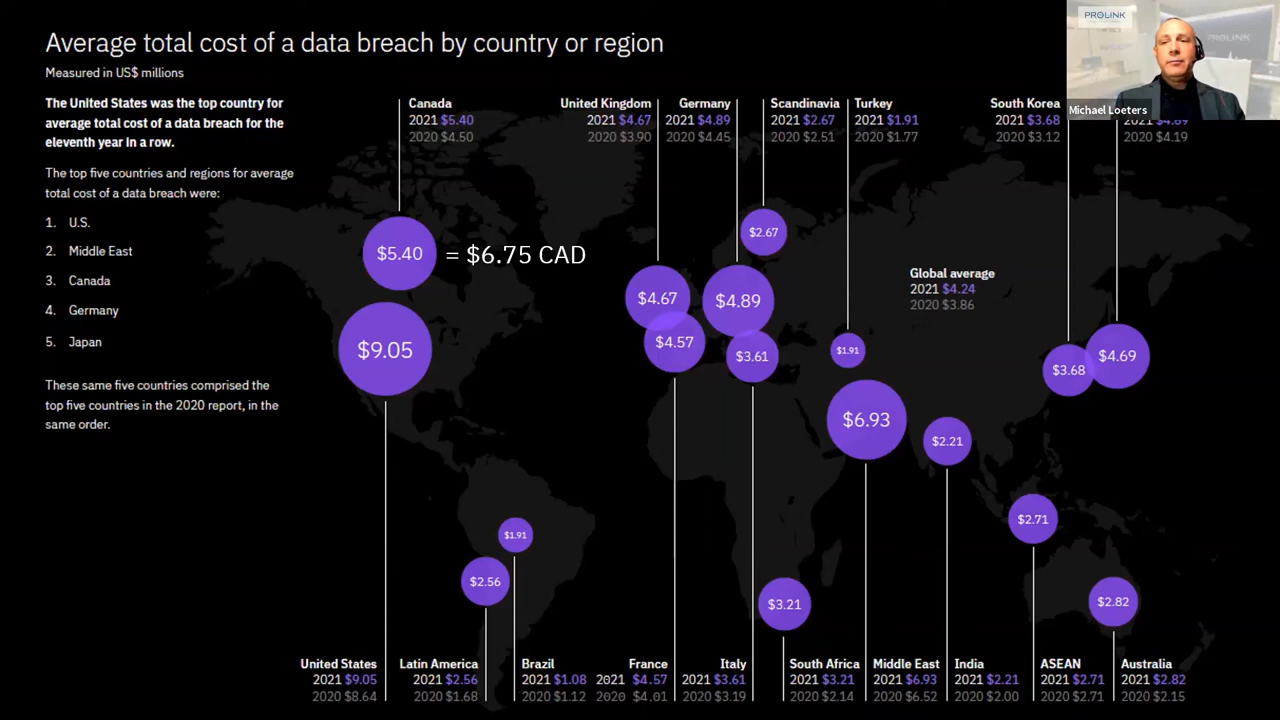 Average total cost of a data breach by country or region
Measured in US$ millions
The United States was the top country for
average total cost of a data breach for the
eleventh year in a row.
The top five countries and regions for average
total cost of a data breach were:
1. U.S.
2. Middle East
3. Canada
4. Germany
5. Japan
These same five countries comprised the
top five countries in the 2020 report, in the
same order.
Canada
2021 $5.40
2020 $4.50
United Kingdom
2021 $4.67
2020 $3.90
Germany
2021 $4.89
2020 $4.45
Scandinavia
2021 $2.67
2020 $2.51
Turkey
2021 $1.91
2020 $1.77
South Korea
2021 $3.68
2020 $3.12
2020 $4.19
PROLINK
PROLINK
Michael Loeters
$5.40 = $6.75 CAD
$9.05
$2.67
$4.67
$4.89
$4.57
$3.61
$1.91
Global average
2021 $4.24
2020 $3.86
$3.68
$4.69
$6.93
$2.21
$2.71
$1.91
$2.56
$3.21
$2.82
United States
2021 $9.05
2020 $8.64
Latin America
2021 $2.56
2020 $1.68
Brazil
2021 $1.08
2020 $1.12
France
2021 $4.57
2020 $4.01
Italy
2021 $3.61
2020 $3.19
South Africa
2021 $3.21
2020 $2.14
Middle East
2021 $6.93
2020 $6.52
India
2021 $2.21
2020 $2.00
ASEAN
2021 $2.71
2020 $2.71
Australia
2021 $2.82
2020 $2.15